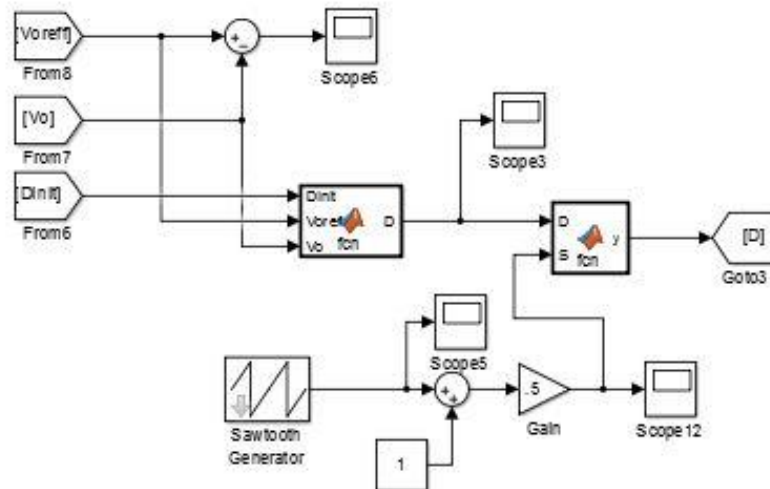 [Voreff]
From8
Scope6
[Vo]
From7
Scope3
[Dinit]
From6
Dinit
Voref
Vo
D
fcn
D
S
y
fcn
[D]
Goto3
Scope5
Sawtooth
Generator
1
.5
Gain
Scope12